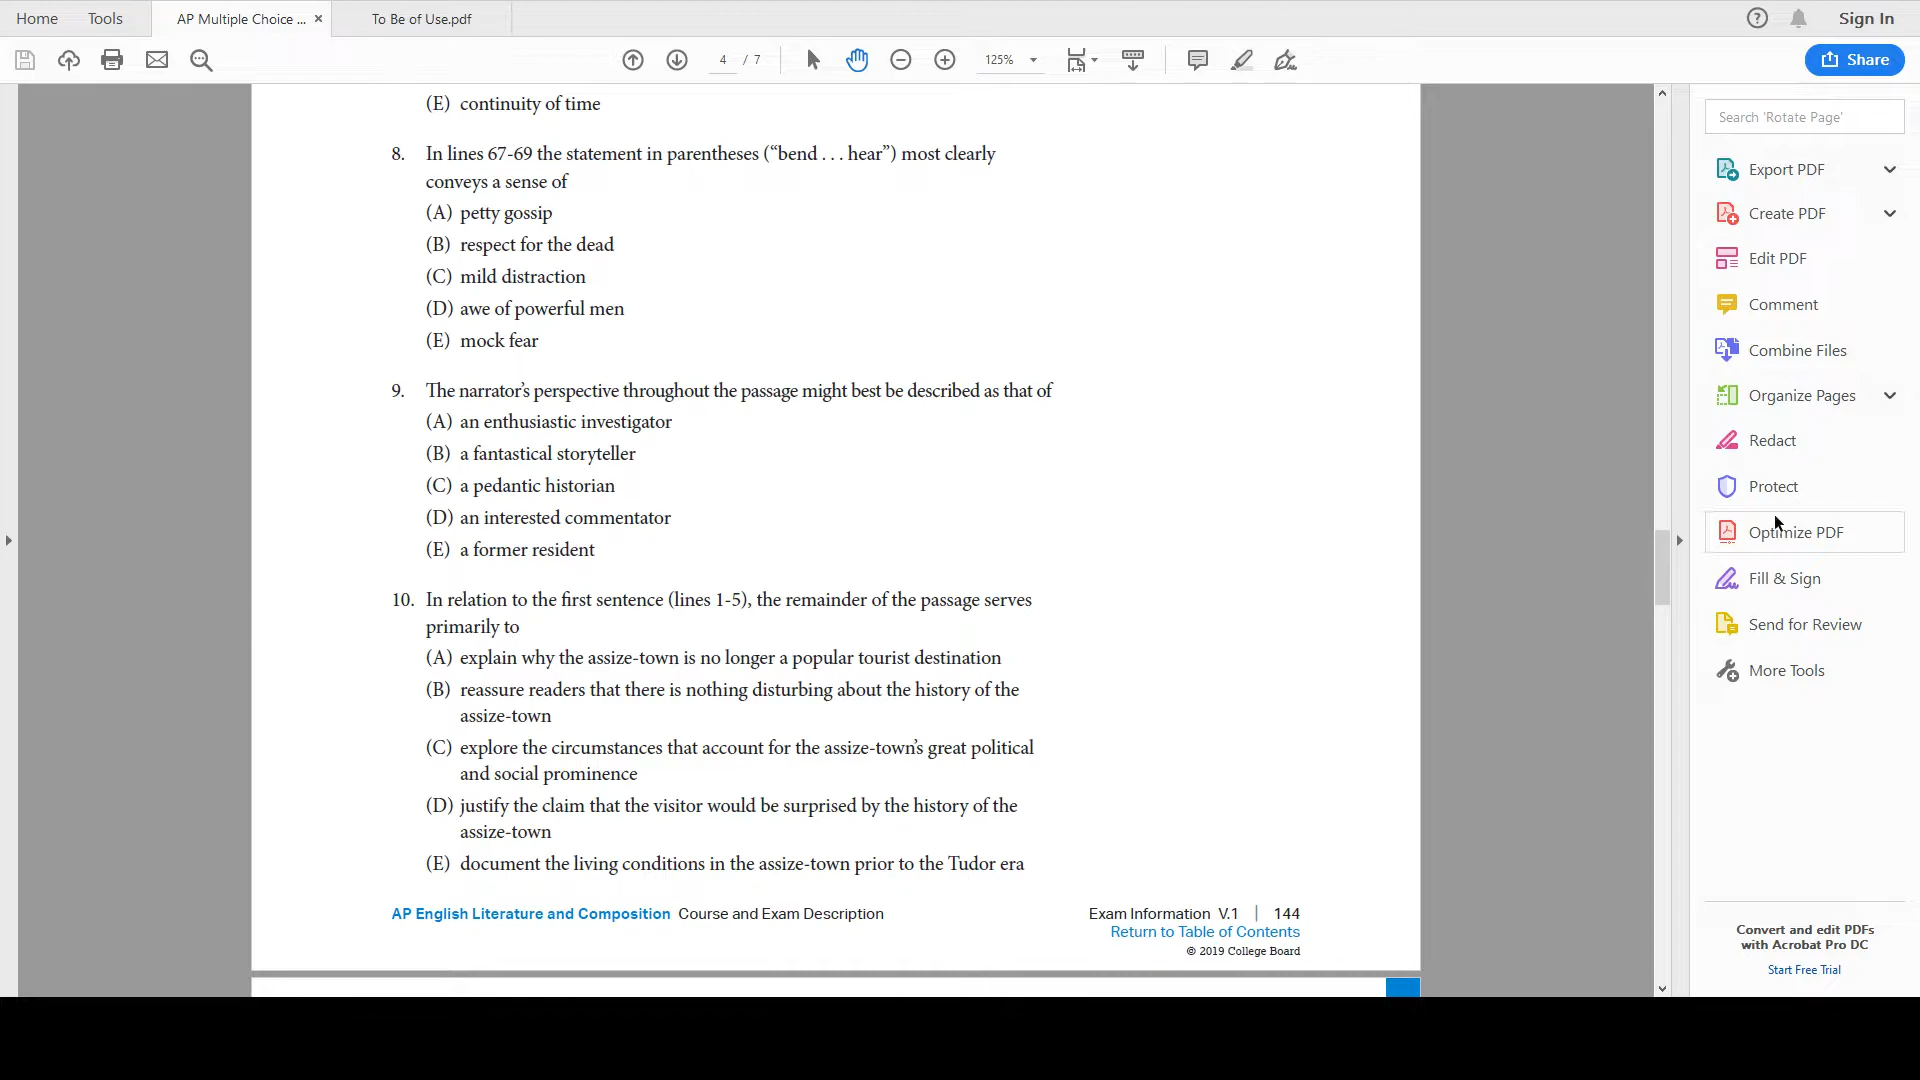 Home
Tools
AP Multiple Choice ...
To Be of Use.pdf
Sign In
4 / 7
125%
Share
(E) continuity of time
8. In lines 67-69 the statement in parentheses (“bend . . . hear”) most clearly
conveys a sense of
(A) petty gossip
(B) respect for the dead
(C) mild distraction
(D) awe of powerful men
(E) mock fear
9. The narrator’s perspective throughout the passage might best be described as that of
(A) an enthusiastic investigator
(B) a fantastical storyteller
(C) a pedantic historian
(D) an interested commentator
(E) a former resident
10. In relation to the first sentence (lines 1-5), the remainder of the passage serves
primarily to
(A) explain why the assize-town is no longer a popular tourist destination
(B) reassure readers that there is nothing disturbing about the history of the
assize-town
(C) explore the circumstances that account for the assize-town’s great political
and social prominence
(D) justify the claim that the visitor would be surprised by the history of the
assize-town
(E) document the living conditions in the assize-town prior to the Tudor era
AP English Literature and Composition Course and Exam Description
Exam Information V.1 | 144
Return to Table of Contents
© 2019 College Board
Search 'Rotate Page'
Export PDF
Create PDF
Edit PDF
Comment
Combine Files
Organize Pages
Redact
Protect
Optimize PDF
Fill & Sign
Send for Review
More Tools
Convert and edit PDFs
with Acrobat Pro DC
Start Free Trial